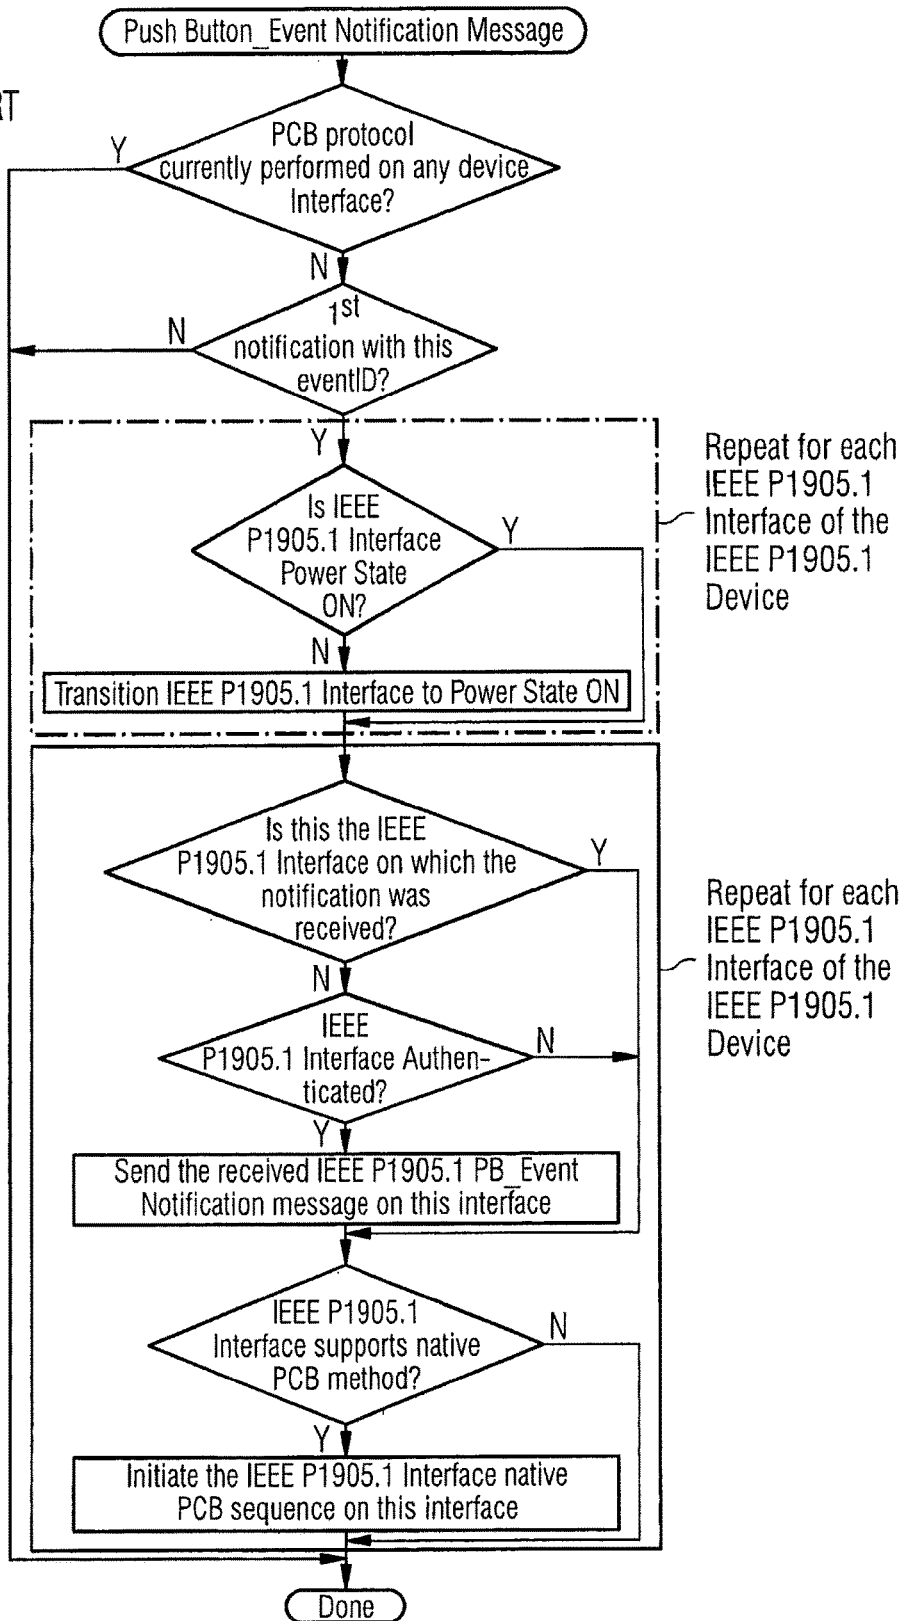 Push Button_Event Notification Message
RT
PCB protocol
currently performed on any device
Interface?
Y
N
1st
notification with this
eventID?
N
Y
Is IEEE
P1905.1 Interface
Power State
ON?
Y
N
Transition IEEE P1905.1 Interface to Power State ON
Repeat for each
IEEE P1905.1
Interface of the
IEEE P1905.1
Device
Is this the IEEE
P1905.1 Interface on which the
notification was
received?
Y
N
IEEE
P1905.1 Interface Authen-
ticated?
N
Y
Send the received IEEE P1905.1 PB_Event
Notification message on this interface
Repeat for each
IEEE P1905.1
Interface of the
IEEE P1905.1
Device
IEEE P1905.1
Interface supports native
PCB method?
N
Y
Initiate the IEEE P1905.1 Interface native
PCB sequence on this interface
Done